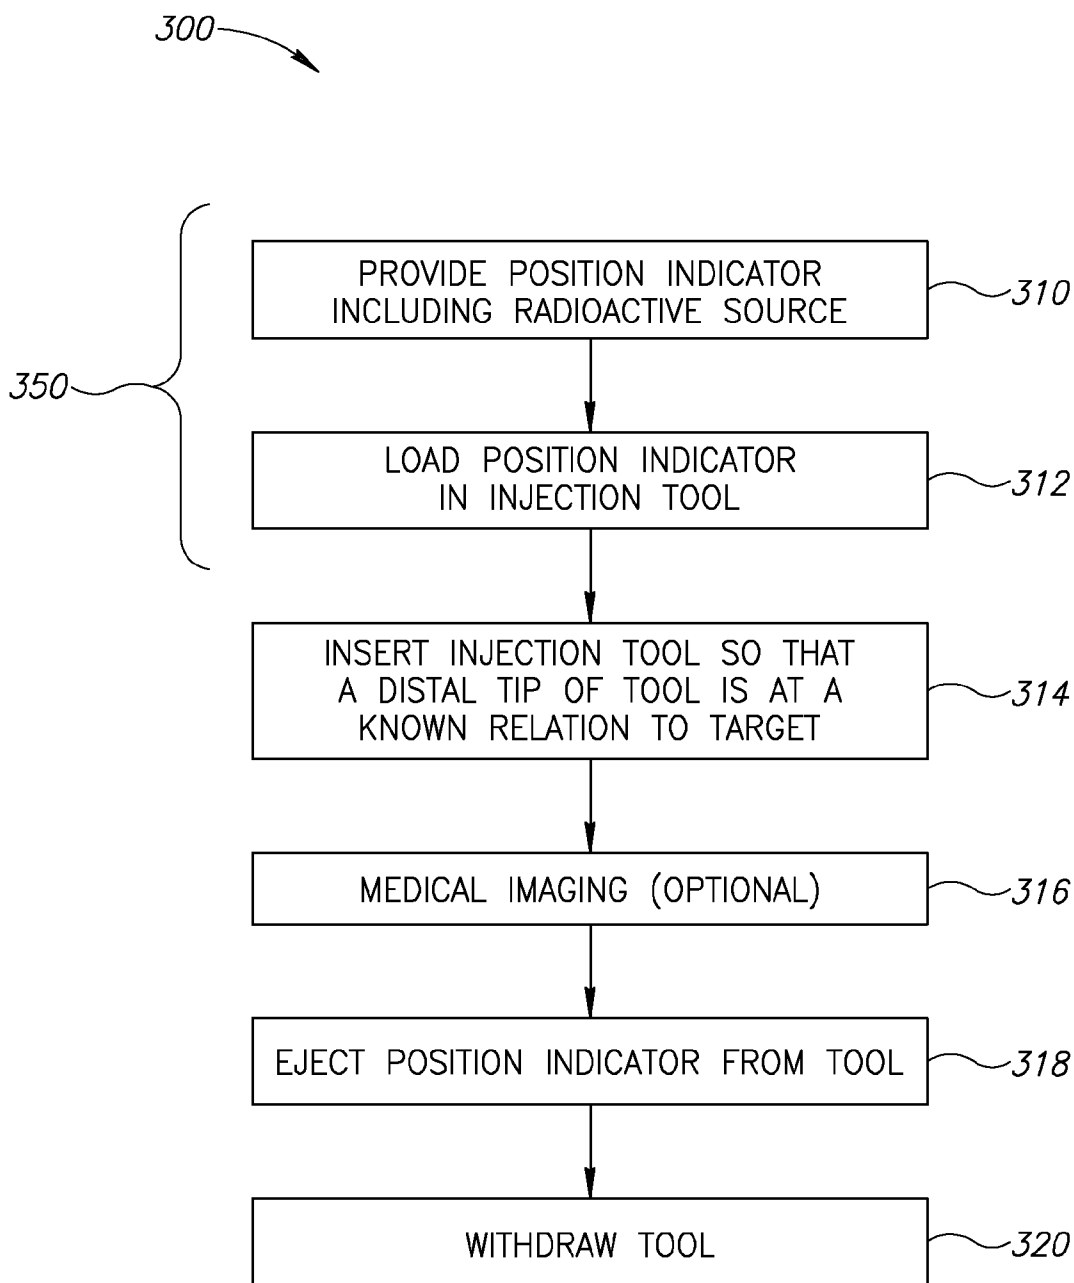 300
PROVIDE POSITION INDICATOR
INCLUDING RADIOACTIVE SOURCE
310
350
LOAD POSITION INDICATOR
IN INJECTION TOOL
312
INSERT INJECTION TOOL SO THAT
A DISTAL TIP OF TOOL IS AT A
KNOWN RELATION TO TARGET
314
MEDICAL IMAGING (OPTIONAL)
316
EJECT POSITION INDICATOR FROM TOOL
318
WITHDRAW TOOL
320